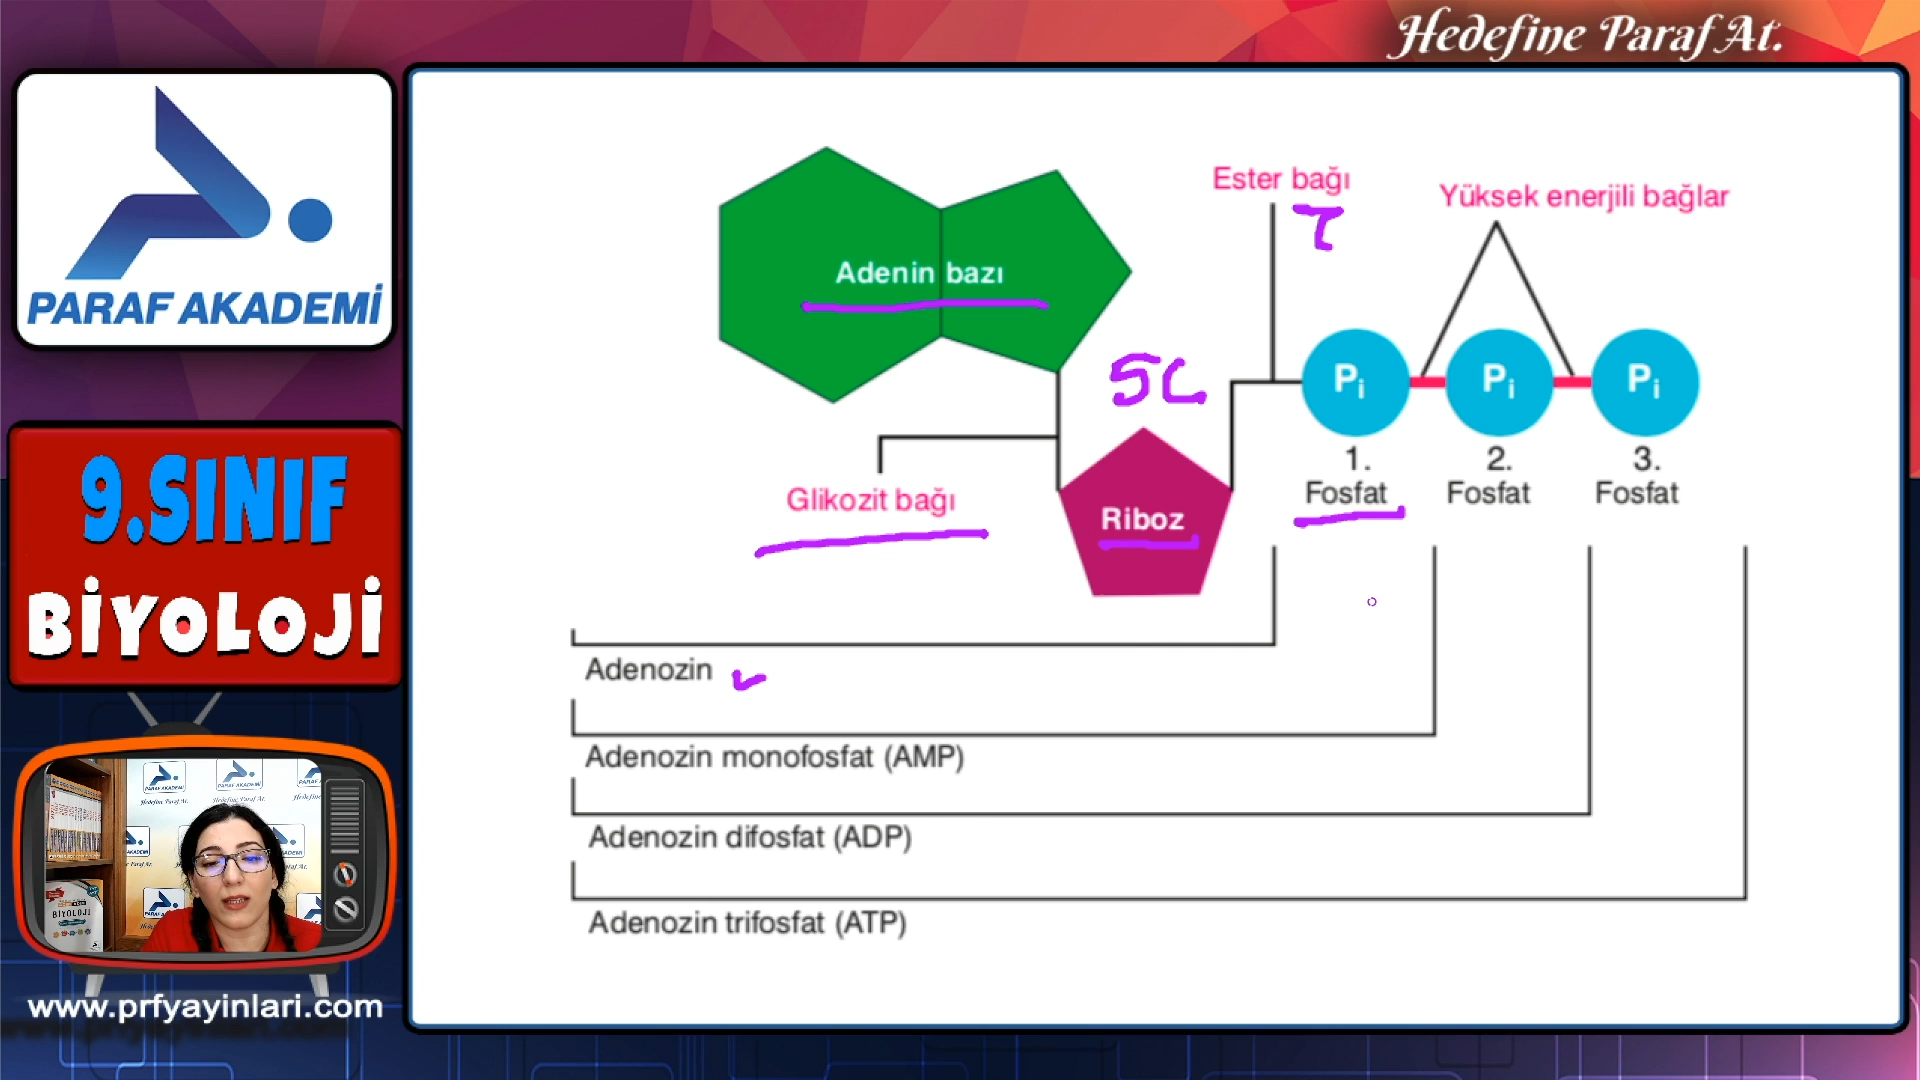 Hedefine Paraf At.
PARAF AKADEMİ
9.SINIF
BİYOLOJİ
www.prfyayinlari.com
Ester bağı
Yüksek enerjili bağlar
Adenin bazı
5C
Pi Pi Pi
1. Fosfat
2. Fosfat
3. Fosfat
Glikozit bağı
Riboz
Adenozin
Adenozin monofosfat (AMP)
Adenozin difosfat (ADP)
Adenozin trifosfat (ATP)
BİYOLOJİ